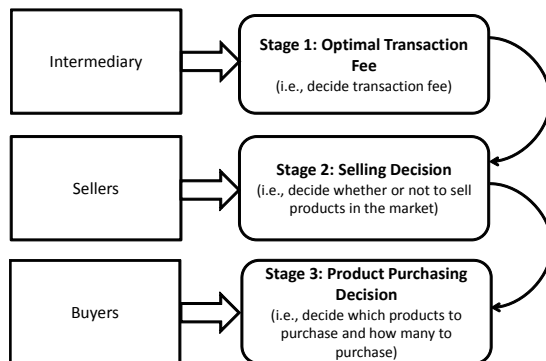 Intermediary
Stage 1: Optimal Transaction
Fee
(i.e., decide transaction fee)
Sellers
Stage 2: Selling Decision
(i.e., decide whether or not to sell
products in the market)
Buyers
Stage 3: Product Purchasing
Decision
(i.e., decide which products to
purchase and how many to
purchase)